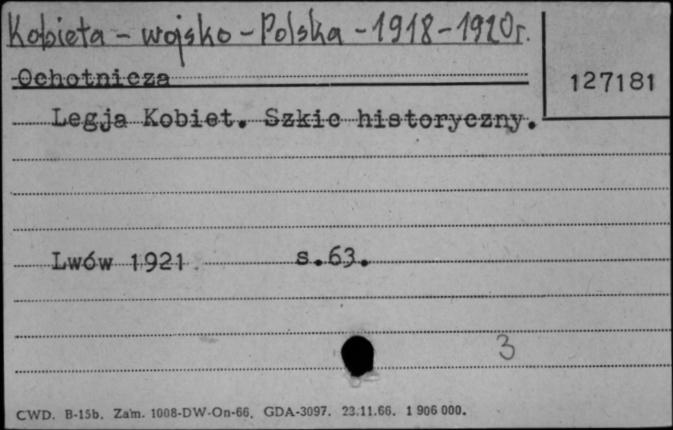 Kobieta - wojsko - Polska - 1918-1920r.
Ochotnicza
127181
Legja Kobiet. Szkic historyczny.
Lwów 1921 s.63.
3
CWD. B-15b. Zam. 1008-DW-On-66. GDA-3097. 23.11.66. 1 906 000.